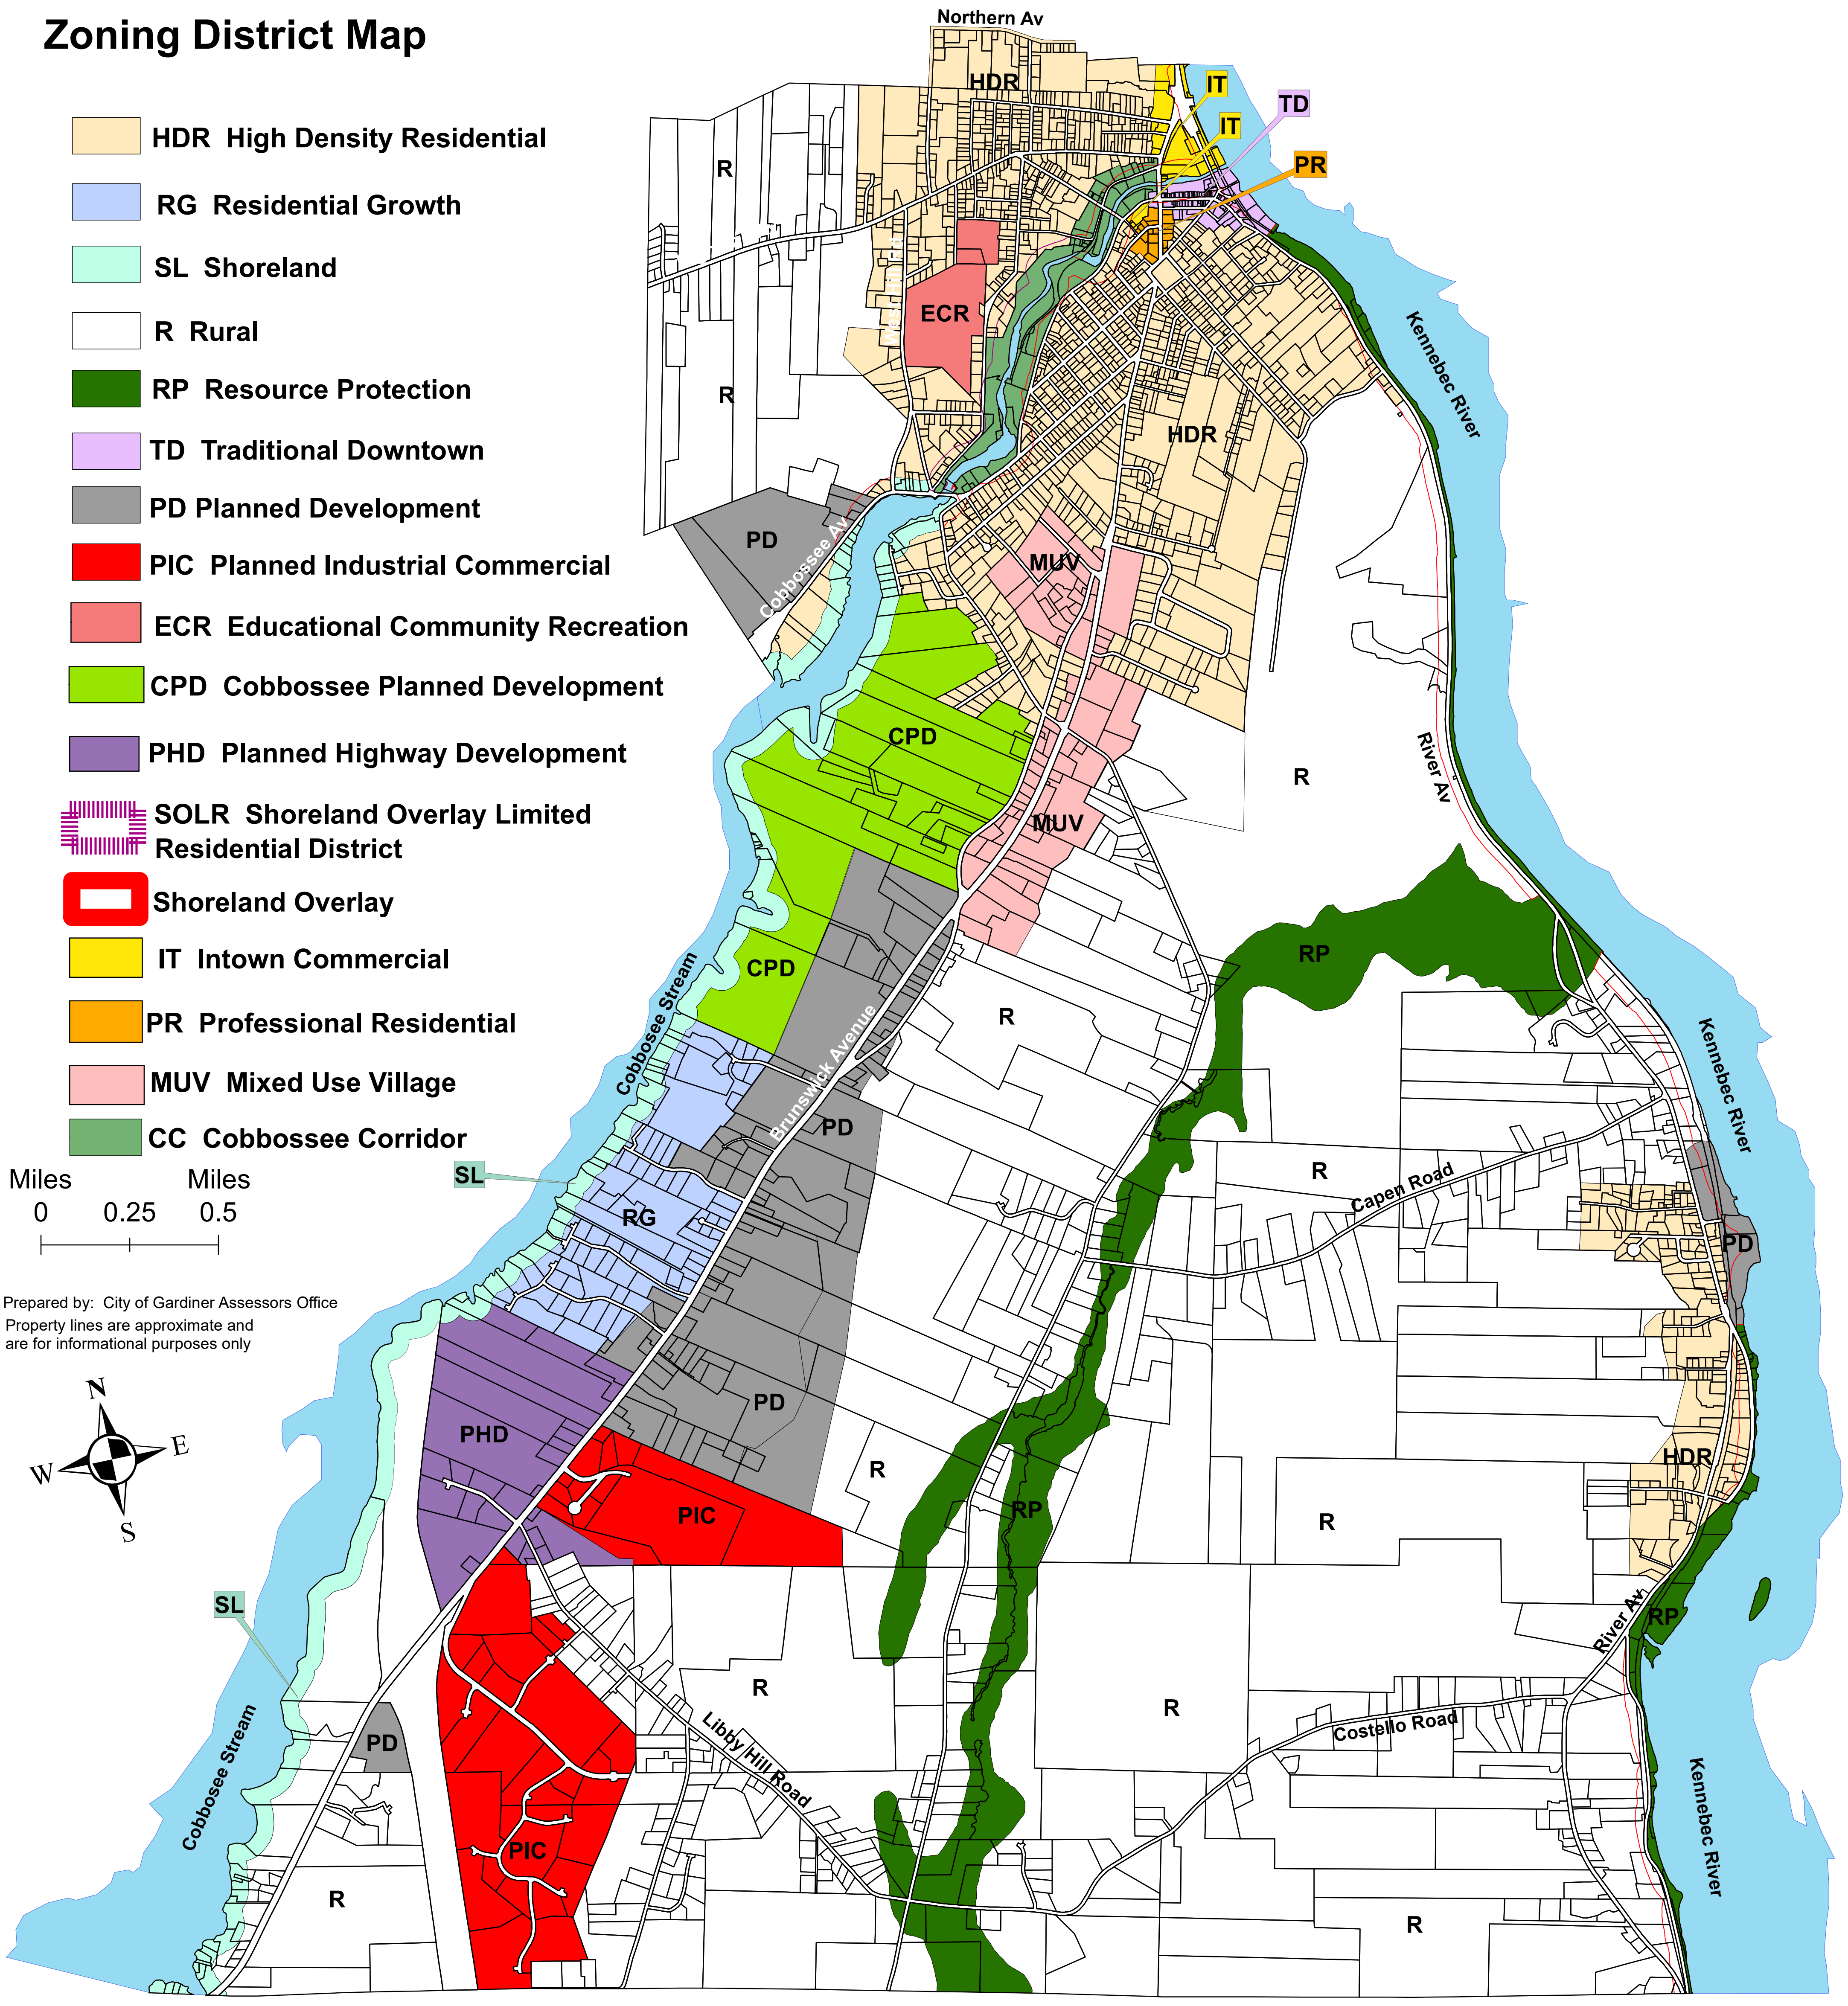 Zoning District Map
HDR  High Density Residential
RG  Residential Growth
SL  Shoreland
R  Rural
RP  Resource Protection
TD  Traditional Downtown
PD Planned Development
PIC  Planned Industrial Commercial
ECR  Educational Community Recreation
CPD  Cobbossee Planned Development
PHD  Planned Highway Development
SOLR  Shoreland Overlay Limited
Residential District
Shoreland Overlay
IT  Intown Commercial
PR  Professional Residential
MUV  Mixed Use Village
CC  Cobbossee Corridor
Miles Miles
0 0.25 0.5
Prepared by:  City of Gardiner Assessors Office
Property lines are approximate and
are for informational purposes only
N
E
W
S
Northern Av
HDR
IT
TD
IT
PR
R
ECR
R
Kennebec River
HDR
PD
Cobbossee Av
MUV
CPD
R
River Av
MUV
RP
CPD
R
Cobbossee Stream
Brunswick Avenue
Kennebec River
PD
SL
R
Capen Road
RG
PD
PD
PHD
R
HDR
RP
PIC
R
SL
RP
River Av
R
R
Costello Road
Libby Hill Road
PD
Cobbossee Stream
Kennebec River
PIC
R
R